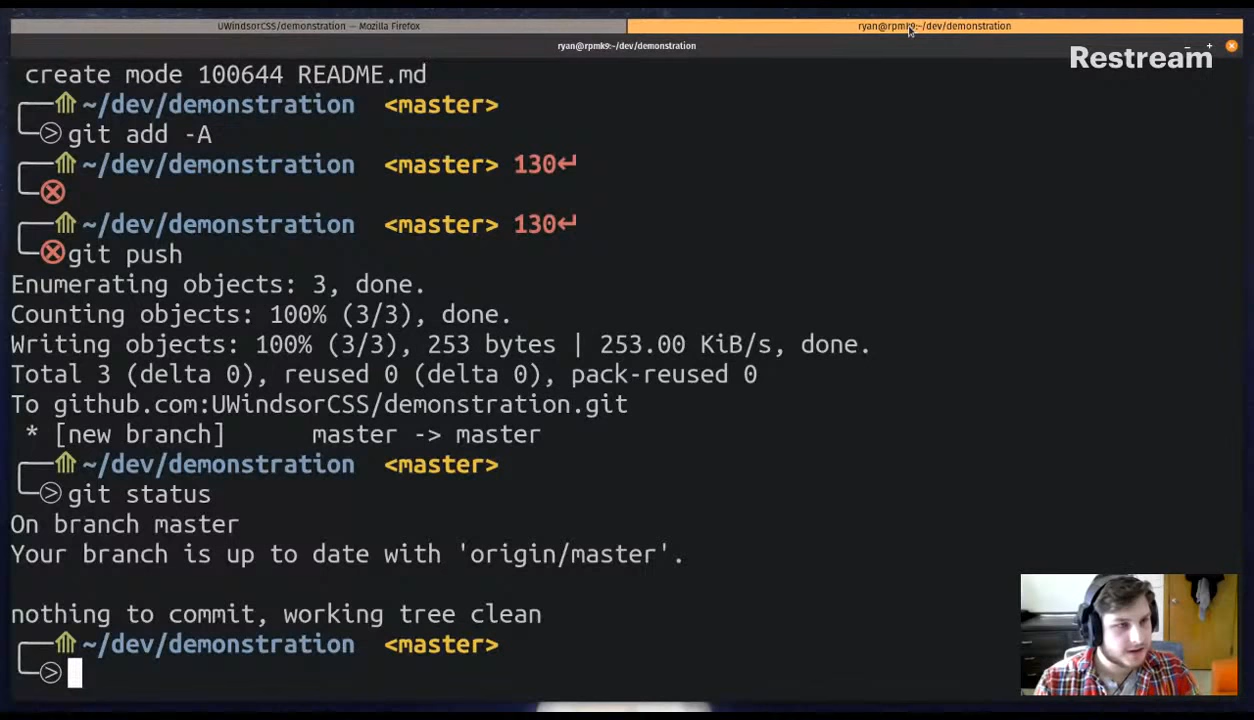 UWindsorCSS/demonstration — Mozilla Firefox
ryan@rpmk9:~/dev/demonstration
ryan@rpmk9:~/dev/demonstration
Restream
create mode 100644 README.md
~/dev/demonstration <master>
git add -A
~/dev/demonstration <master> 130↵
~/dev/demonstration <master> 130↵
git push
Enumerating objects: 3, done.
Counting objects: 100% (3/3), done.
Writing objects: 100% (3/3), 253 bytes | 253.00 KiB/s, done.
Total 3 (delta 0), reused 0 (delta 0), pack-reused 0
To github.com:UWindsorCSS/demonstration.git
* [new branch] master -> master
~/dev/demonstration <master>
git status
On branch master
Your branch is up to date with 'origin/master'.
nothing to commit, working tree clean
~/dev/demonstration <master>